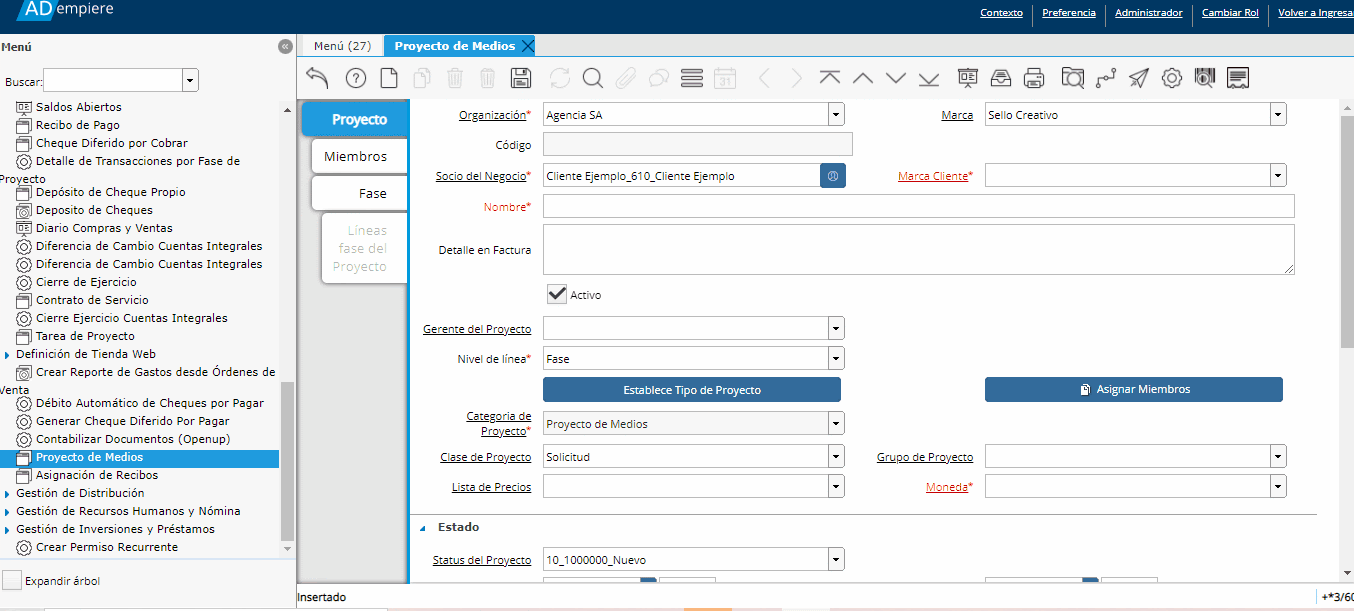 ADempiere
Contexto
Preferencia
Administrador
Cambiar Rol
Volver a Ingresa
Menú
Menú (27)
Proyecto de Medios
Buscar:
Saldos Abiertos
Recibo de Pago
Cheque Diferido por Cobrar
Detalle de Transacciones por Fase de
Proyecto
Depósito de Cheque Propio
Deposito de Cheques
Diario Compras y Ventas
Diferencia de Cambio Cuentas Integrales
Diferencia de Cambio Cuentas Integrales
Cierre de Ejercicio
Contrato de Servicio
Cierre Ejercicio Cuentas Integrales
Tarea de Proyecto
Definición de Tienda Web
Crear Reporte de Gastos desde Órdenes de
Venta
Débito Automático de Cheques por Pagar
Generar Cheque Diferido Por Pagar
Contabilizar Documentos (Openup)
Proyecto de Medios
Asignación de Recibos
Gestión de Distribución
Gestión de Recursos Humanos y Nómina
Gestión de Inversiones y Préstamos
Crear Permiso Recurrente
Expandir árbol
31
Proyecto
Miembros
Fase
Líneas
fase del
Proyecto
Organización* Agencia SA
Marca Sello Creativo
Código
Socio del Negocio* Cliente Ejemplo_610_Cliente Ejemplo
Marca Cliente*
Nombre*
Detalle en Factura
Activo
Gerente del Proyecto
Nivel de línea* Fase
Establece Tipo de Proyecto
Asignar Miembros
Categoria de
Proyecto* Proyecto de Medios
Clase de Proyecto Solicitud
Grupo de Proyecto
Lista de Precios
Moneda*
Estado
Status del Proyecto 10_1000000_Nuevo
Insertado
+*3/60